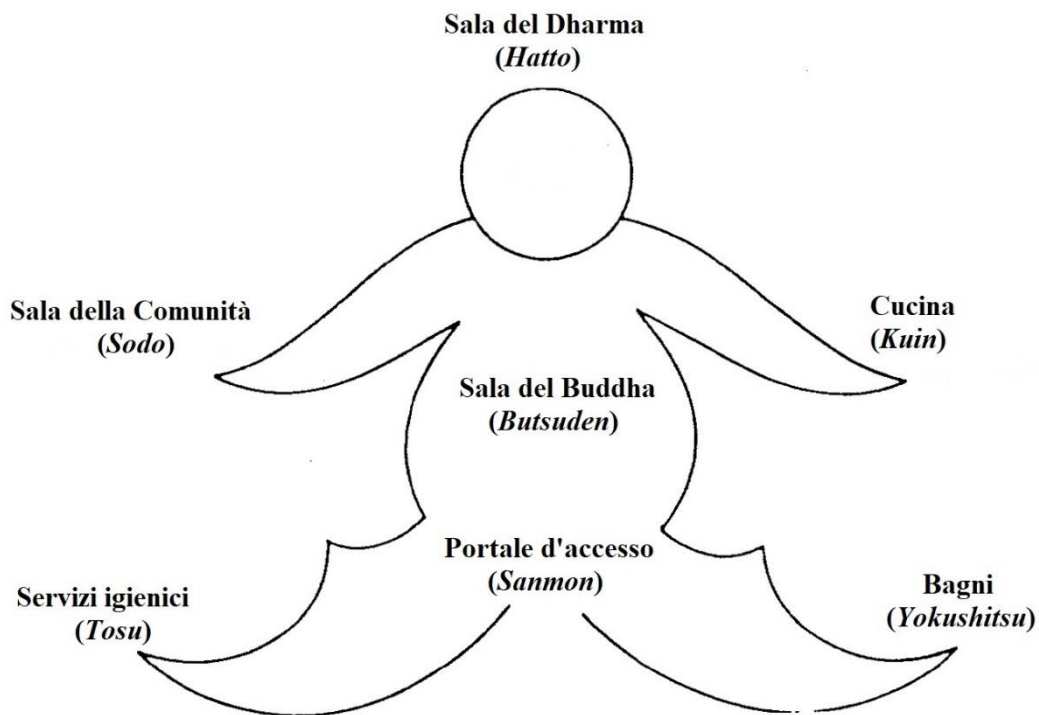 Sala del Dharma
(Hatto)
Sala della Comunità
(Sodo)
Cucina
(Kuin)
Sala del Buddha
(Butsuden)
Portale d'accesso
(Sanmon)
Servizi igienici
(Tosu)
Bagni
(Yokushitsu)